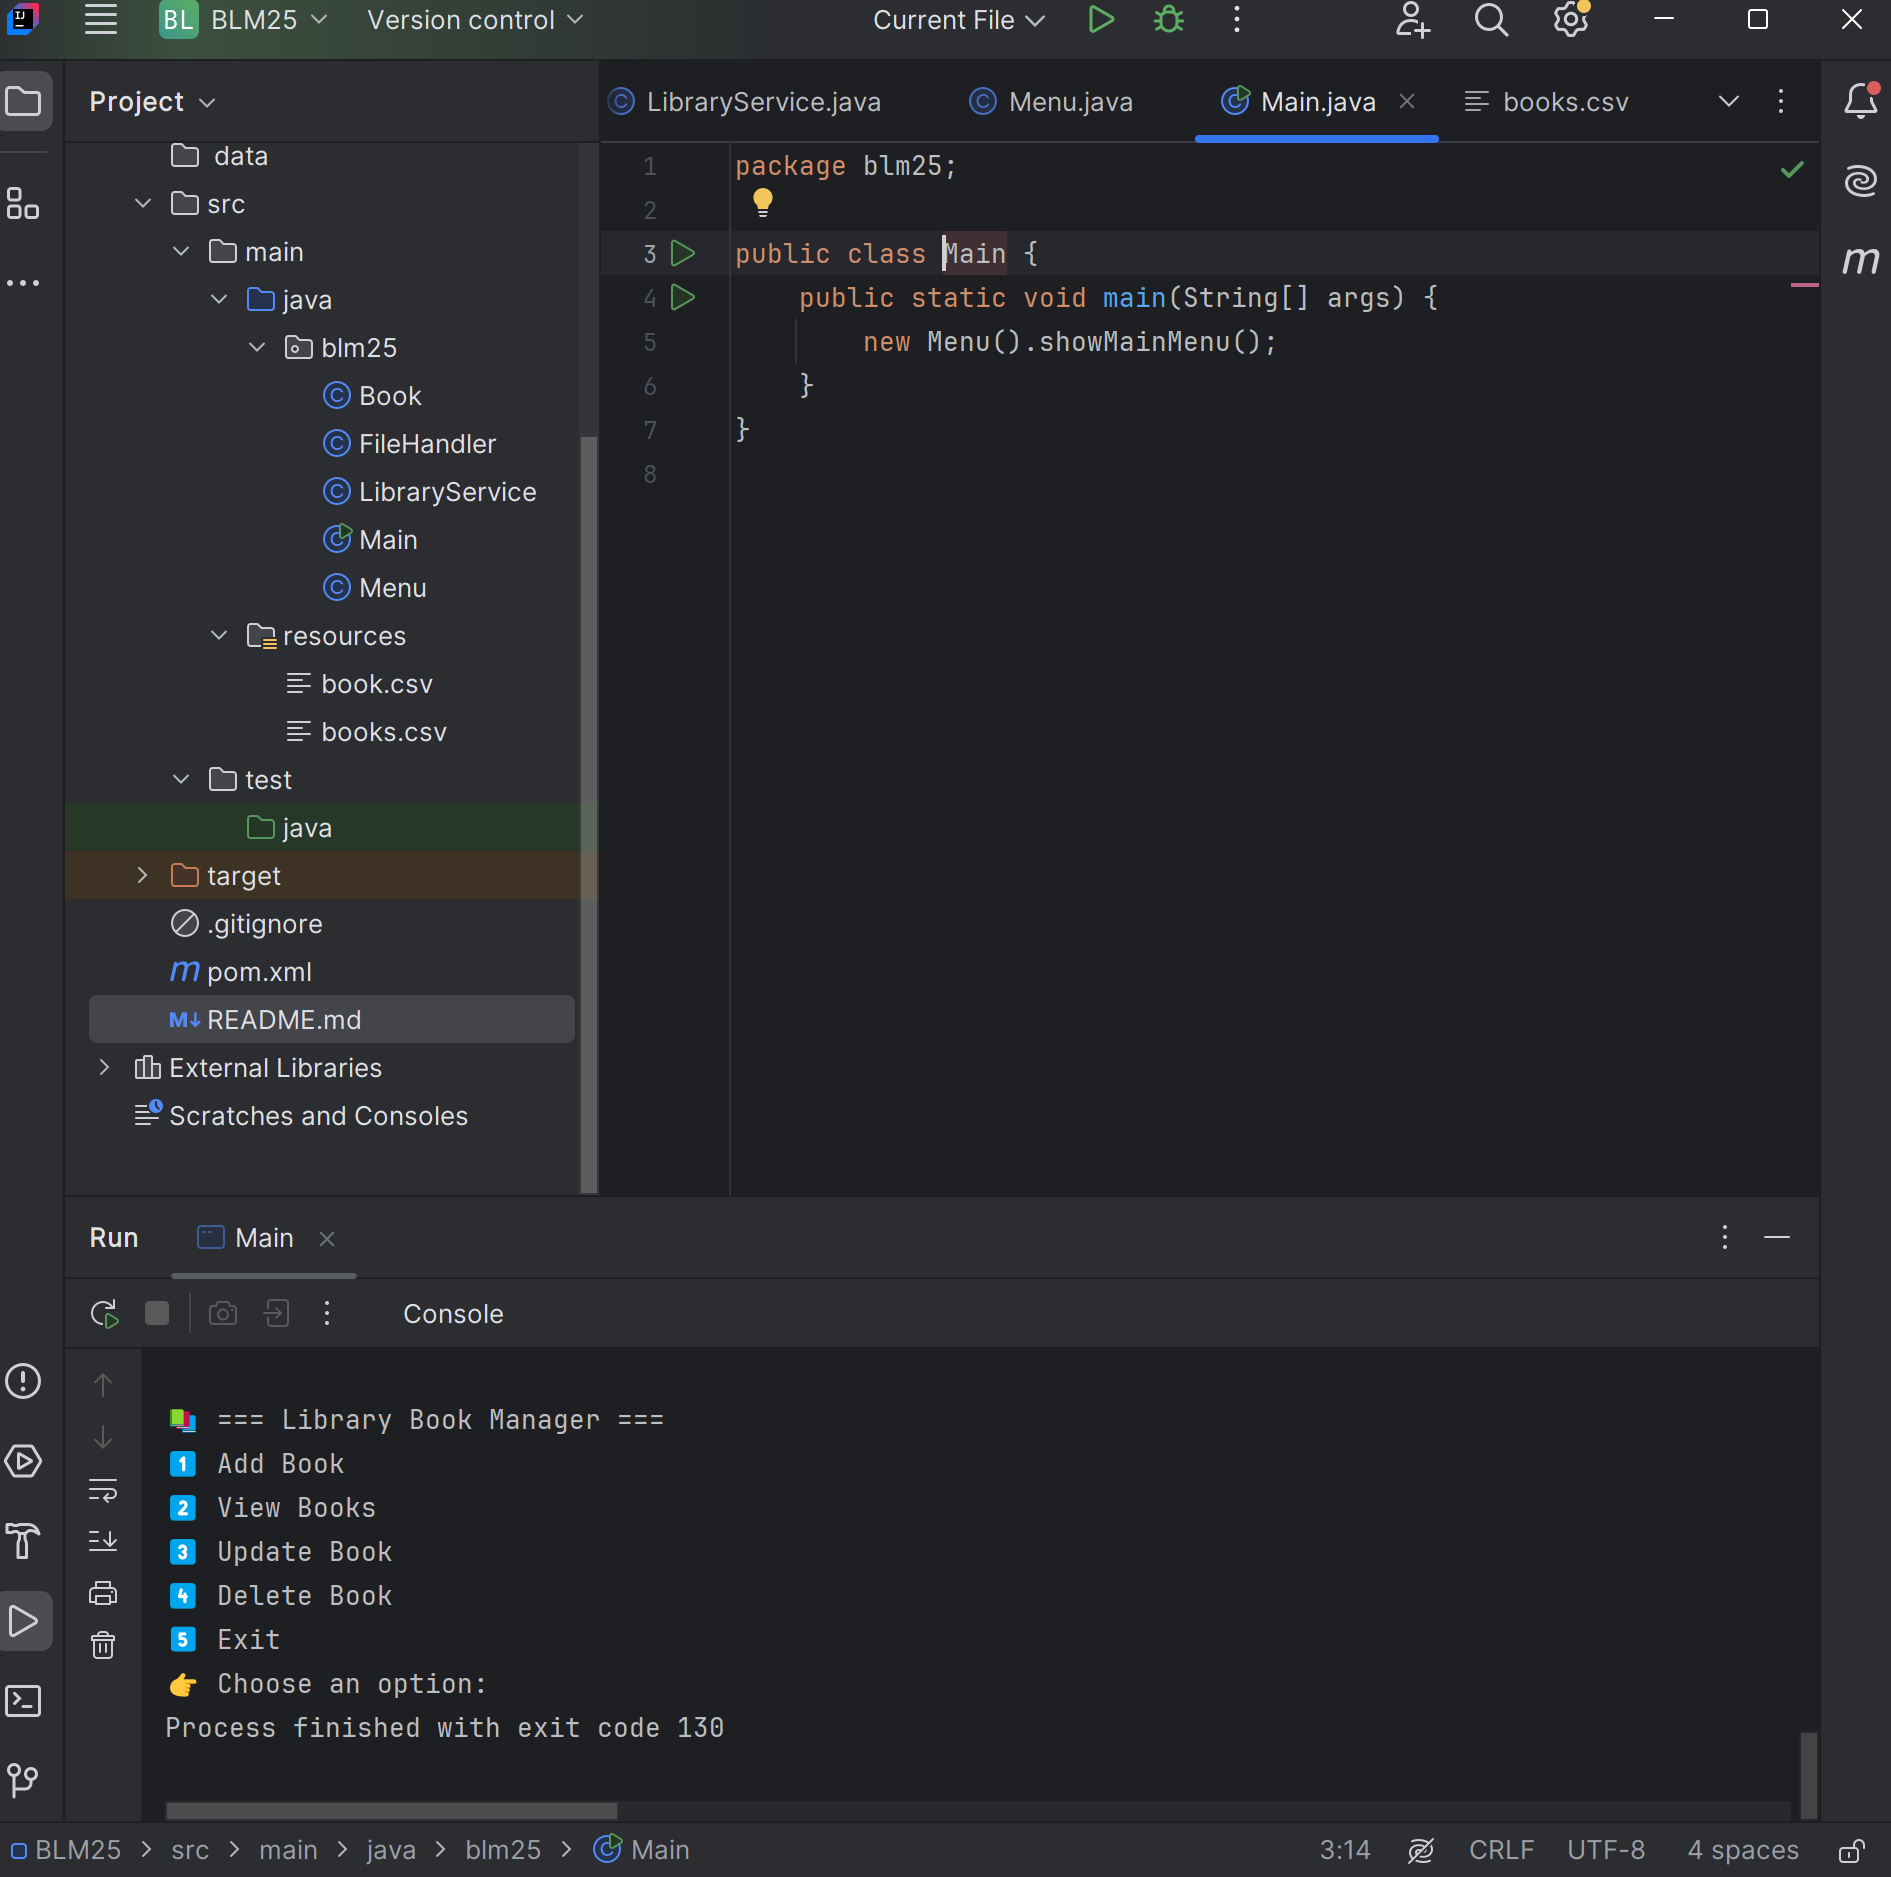 BL BLM25 Version control Current File
Project
LibraryService.java Menu.java Main.java books.csv
data
src
main
java
blm25
Book
FileHandler
LibraryService
Main
Menu
resources
book.csv
books.csv
test
java
target
.gitignore
m pom.xml
M↓ README.md
External Libraries
Scratches and Consoles
1 package blm25;
2
3 public class Main {
4 public static void main(String[] args) {
5 new Menu().showMainMenu();
6 }
7 }
8
m
Run Main
Console
📚 === Library Book Manager ===
1️⃣ Add Book
2️⃣ View Books
3️⃣ Update Book
4️⃣ Delete Book
5️⃣ Exit
👉 Choose an option:
Process finished with exit code 130
BLM25 > src > main > java > blm25 > Main 3:14 CRLF UTF-8 4 spaces